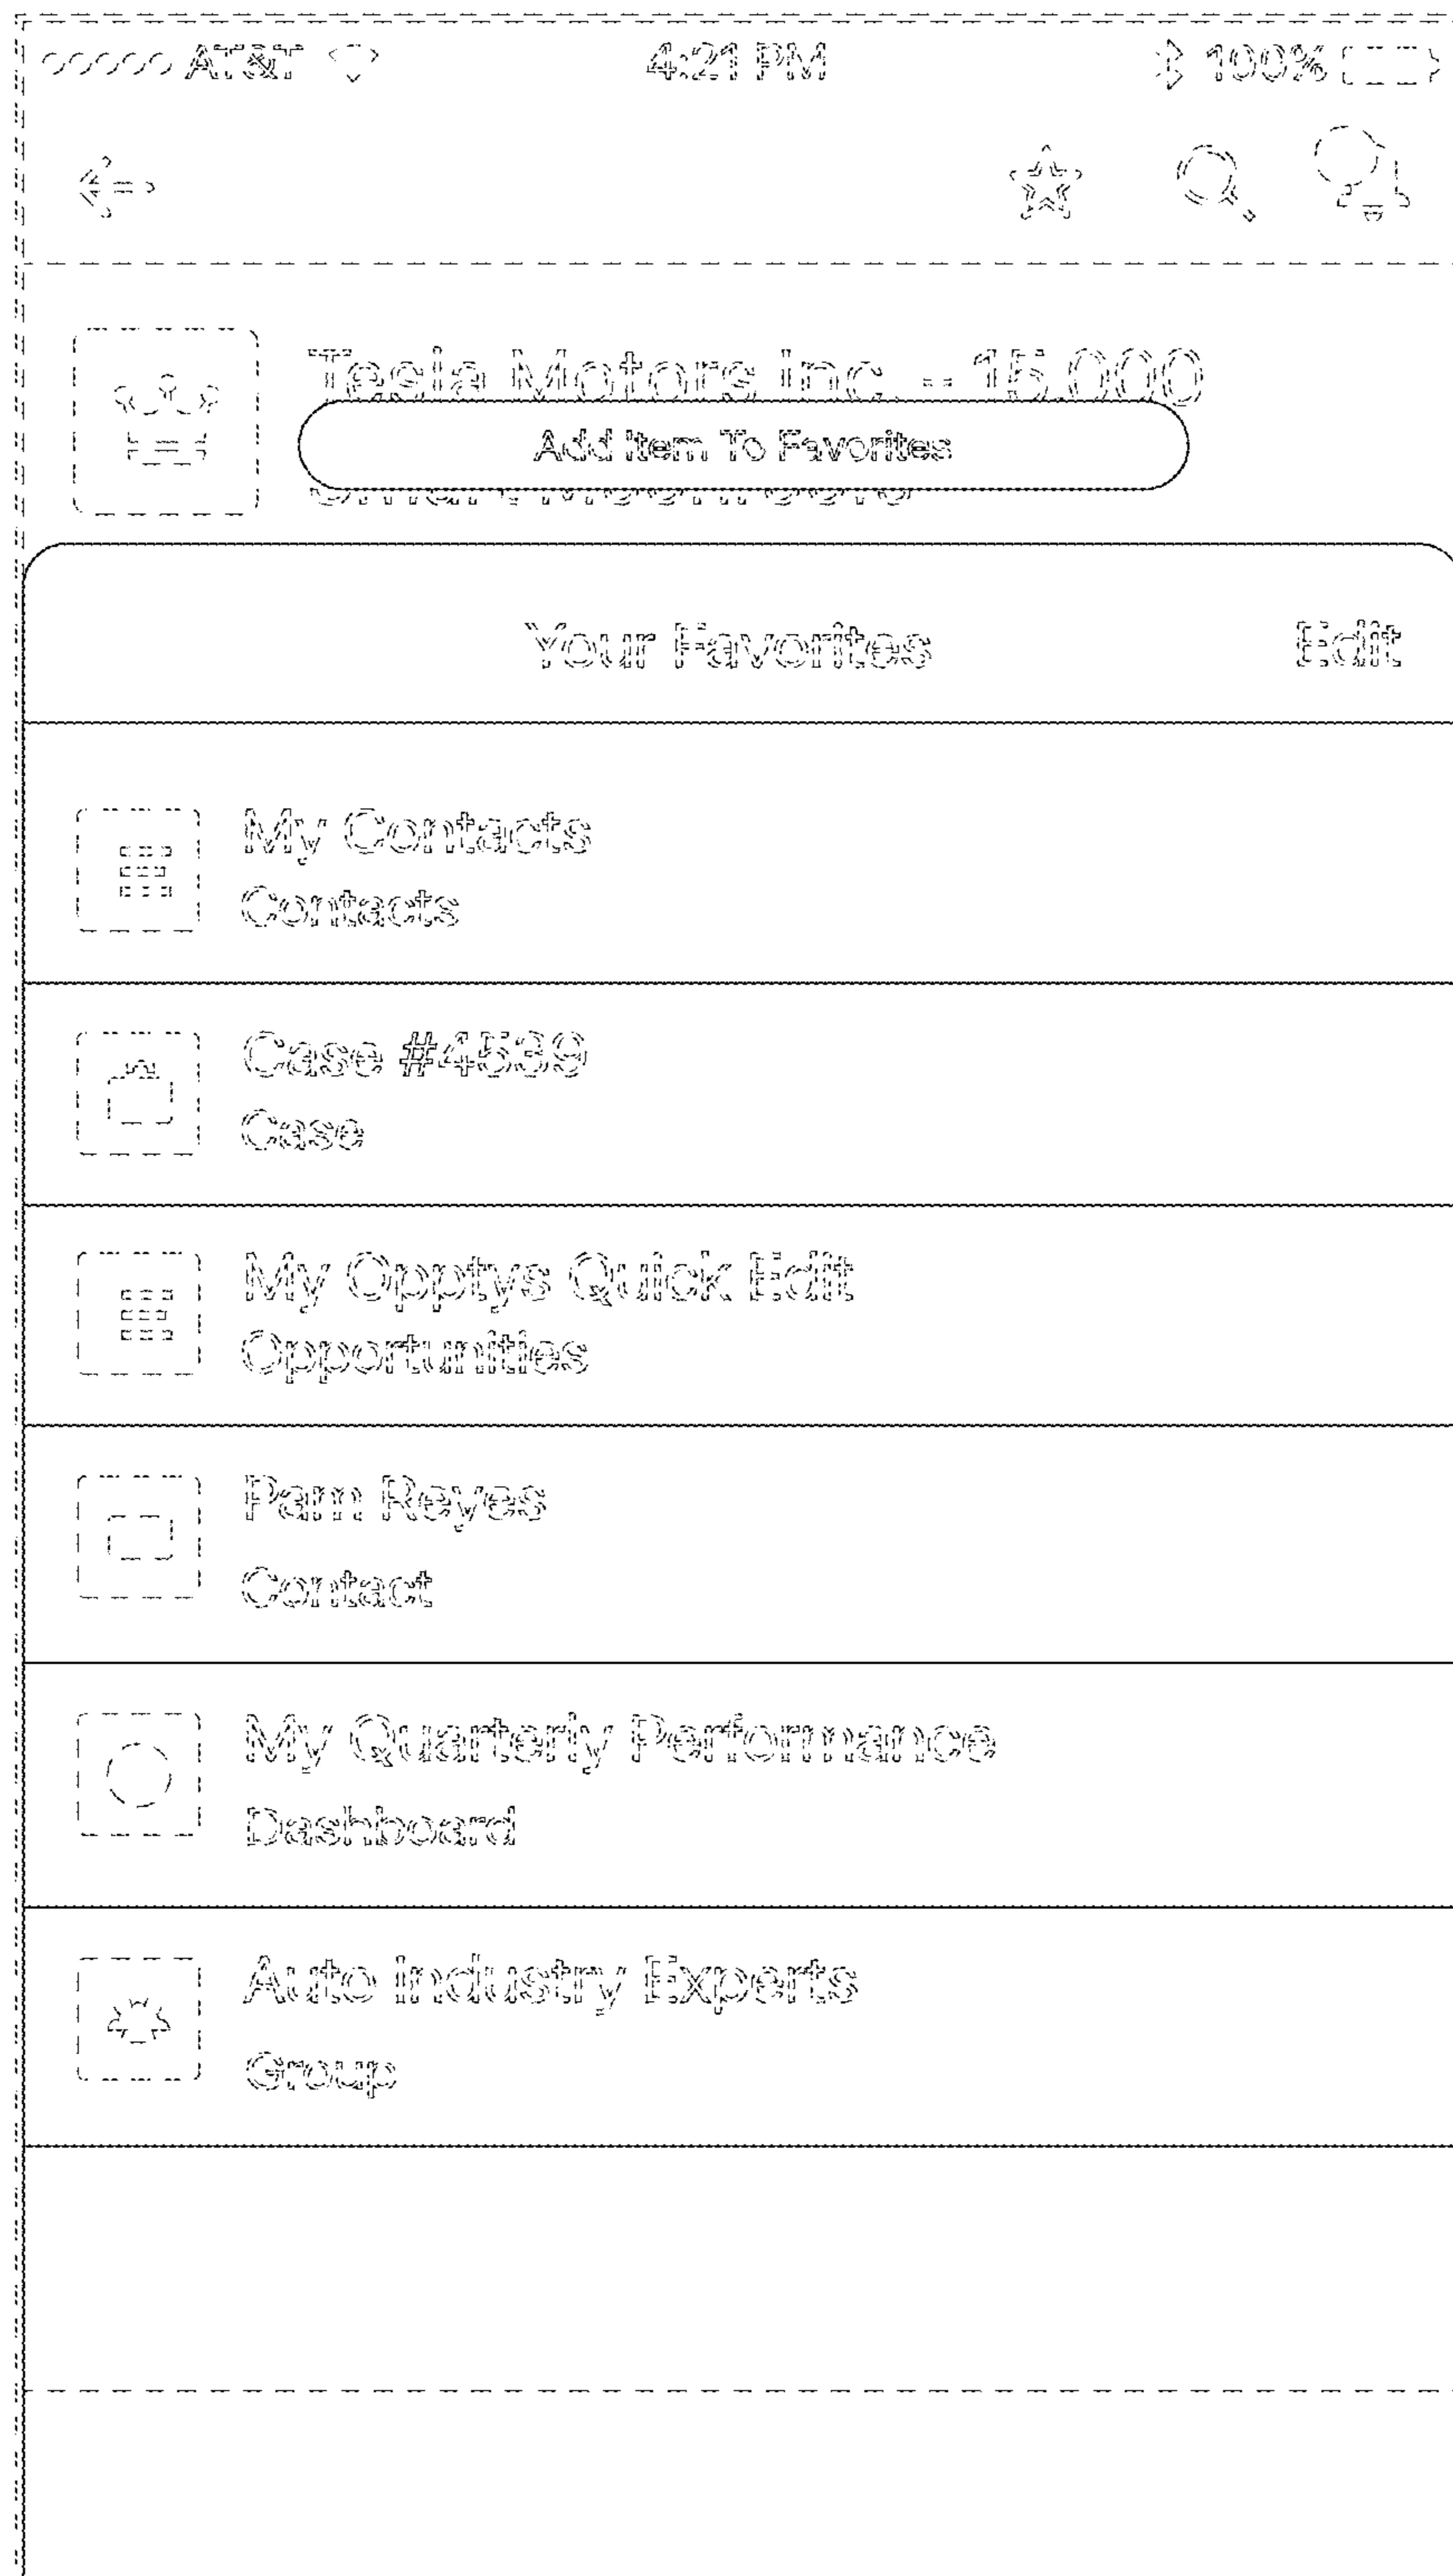 AT&T 4:21 PM 100%
Tesla Motors Inc. - 15,000
Add Item To Favorites
Your Favorites Edit
My Contacts
Contacts
Case #4539
Case
My Opptys Quick Edit
Opportunities
Pam Reyes
Contact
My Quarterly Performance
Dashboard
Auto Industry Experts
Group